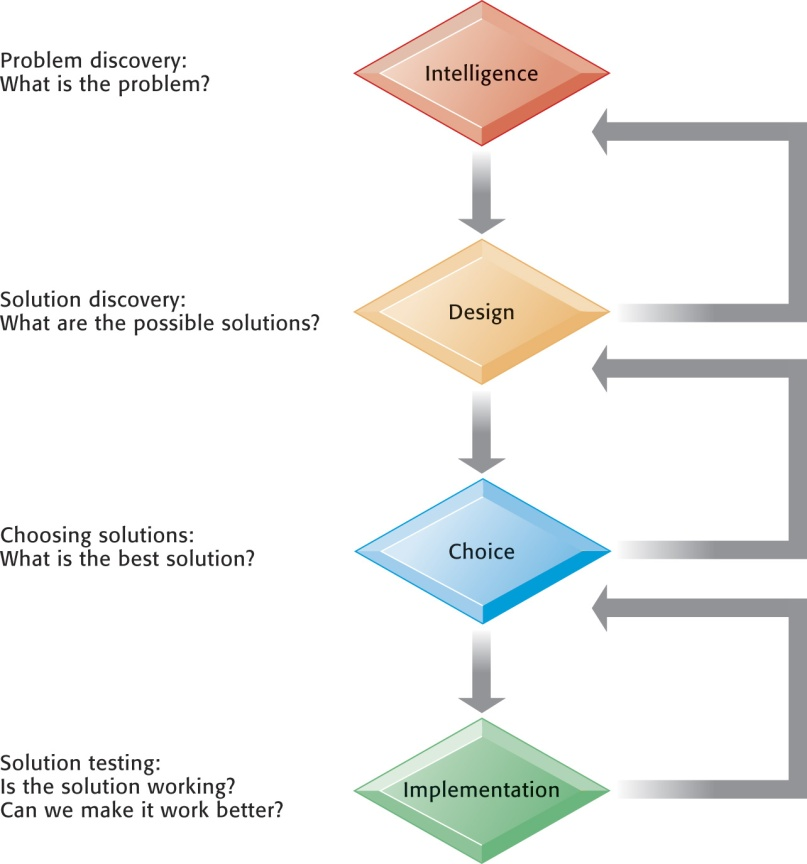 Problem discovery:
What is the problem?
Intelligence
Solution discovery:
What are the possible solutions?
Design
Choosing solutions:
What is the best solution?
Choice
Solution testing:
Is the solution working?
Can we make it work better?
Implementation